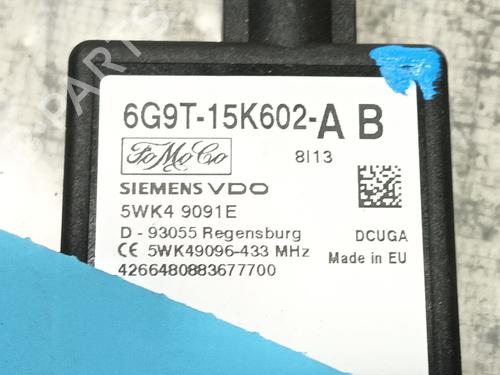 6G9T-15K602-A B
FoMoCo
8I13
SIEMENS VDO
5WK4 9091E
D - 93055 Regensburg
DCUGA
CE 5WK49096-433 MHz
Made in EU
4266480883677700
PARTS